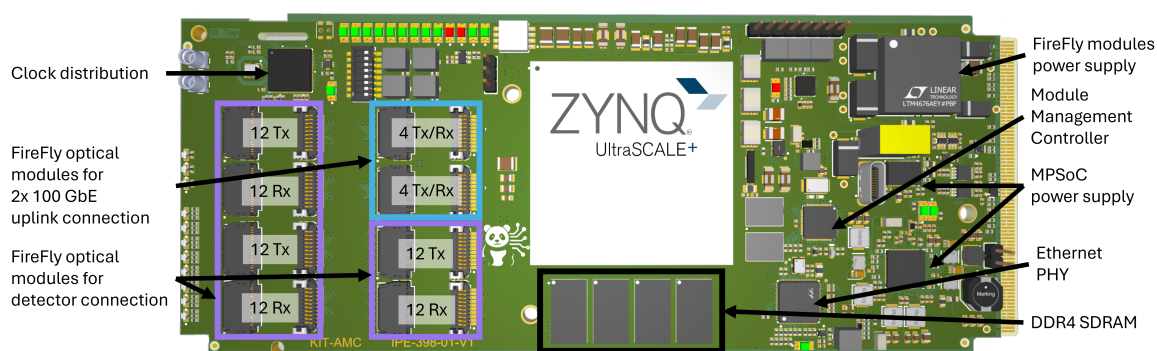 Clock distribution
FireFly optical
modules for
2x 100 GbE
uplink connection
FireFly optical
modules for
detector connection
12 Tx
12 Rx
12 Tx
12 Rx
4 Tx/Rx
4 Tx/Rx
12 Tx
12 Rx
KIT-AMC
IPE-398-01-V1
ZYNQ®
UltraSCALE+
LINEAR
TECHNOLOGY
LTM4676AEY#PBF
Marking
FireFly modules
power supply
Module
Management
Controller
MPSoC
power supply
Ethernet
PHY
DDR4 SDRAM